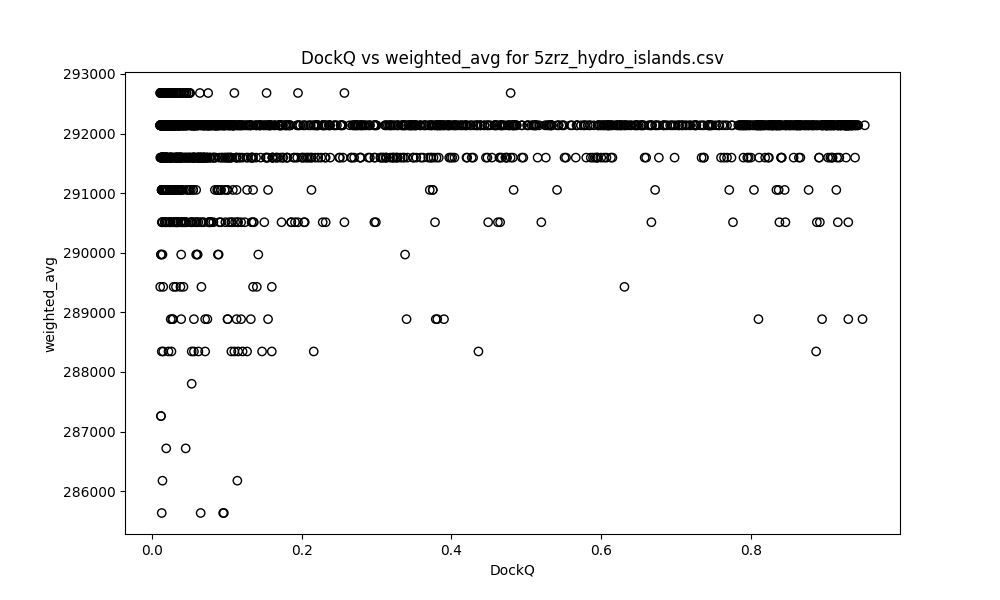 DockQ vs weighted_avg for 5zrz_hydro_islands.csv
293000
292000
291000
290000
289000
288000
287000
286000
weighted_avg
0.0 0.2 0.4 0.6 0.8
DockQ